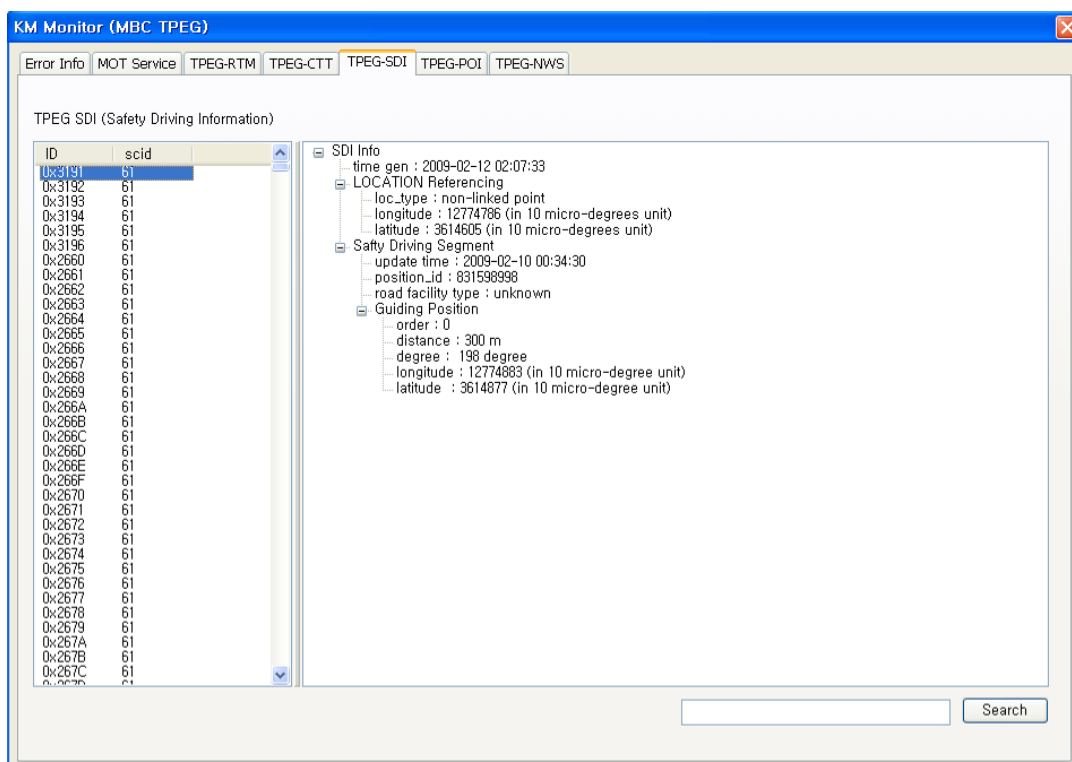 KM Monitor (MBC TPEG)
Error Info MOT Service TPEG-RTM TPEG-CTT TPEG-SDI TPEG-POI TPEG-NWS
TPEG SDI (Safety Driving Information)
ID scid
0x3191 61
0x3192 61
0x3193 61
0x3194 61
0x3195 61
0x3196 61
0x2660 61
0x2661 61
0x2662 61
0x2663 61
0x2664 61
0x2665 61
0x2666 61
0x2667 61
0x2668 61
0x2669 61
0x266A 61
0x266B 61
0x266C 61
0x266D 61
0x266E 61
0x266F 61
0x2670 61
0x2671 61
0x2672 61
0x2673 61
0x2674 61
0x2675 61
0x2676 61
0x2677 61
0x2678 61
0x2679 61
0x267A 61
0x267B 61
0x267C 61
SDI Info
time gen : 2009-02-12 02:07:33
LOCATION Referencing
loc_type : non-linked point
longitude : 12774786 (in 10 micro-degrees unit)
latitude : 3614605 (in 10 micro-degrees unit)
Safty Driving Segment
update time : 2009-02-10 00:34:30
position_id : 831598998
road facility type : unknown
Guiding Position
order : 0
distance : 300 m
degree : 198 degree
longitude : 12774883 (in 10 micro-degree unit)
latitude : 3614877 (in 10 micro-degree unit)
Search